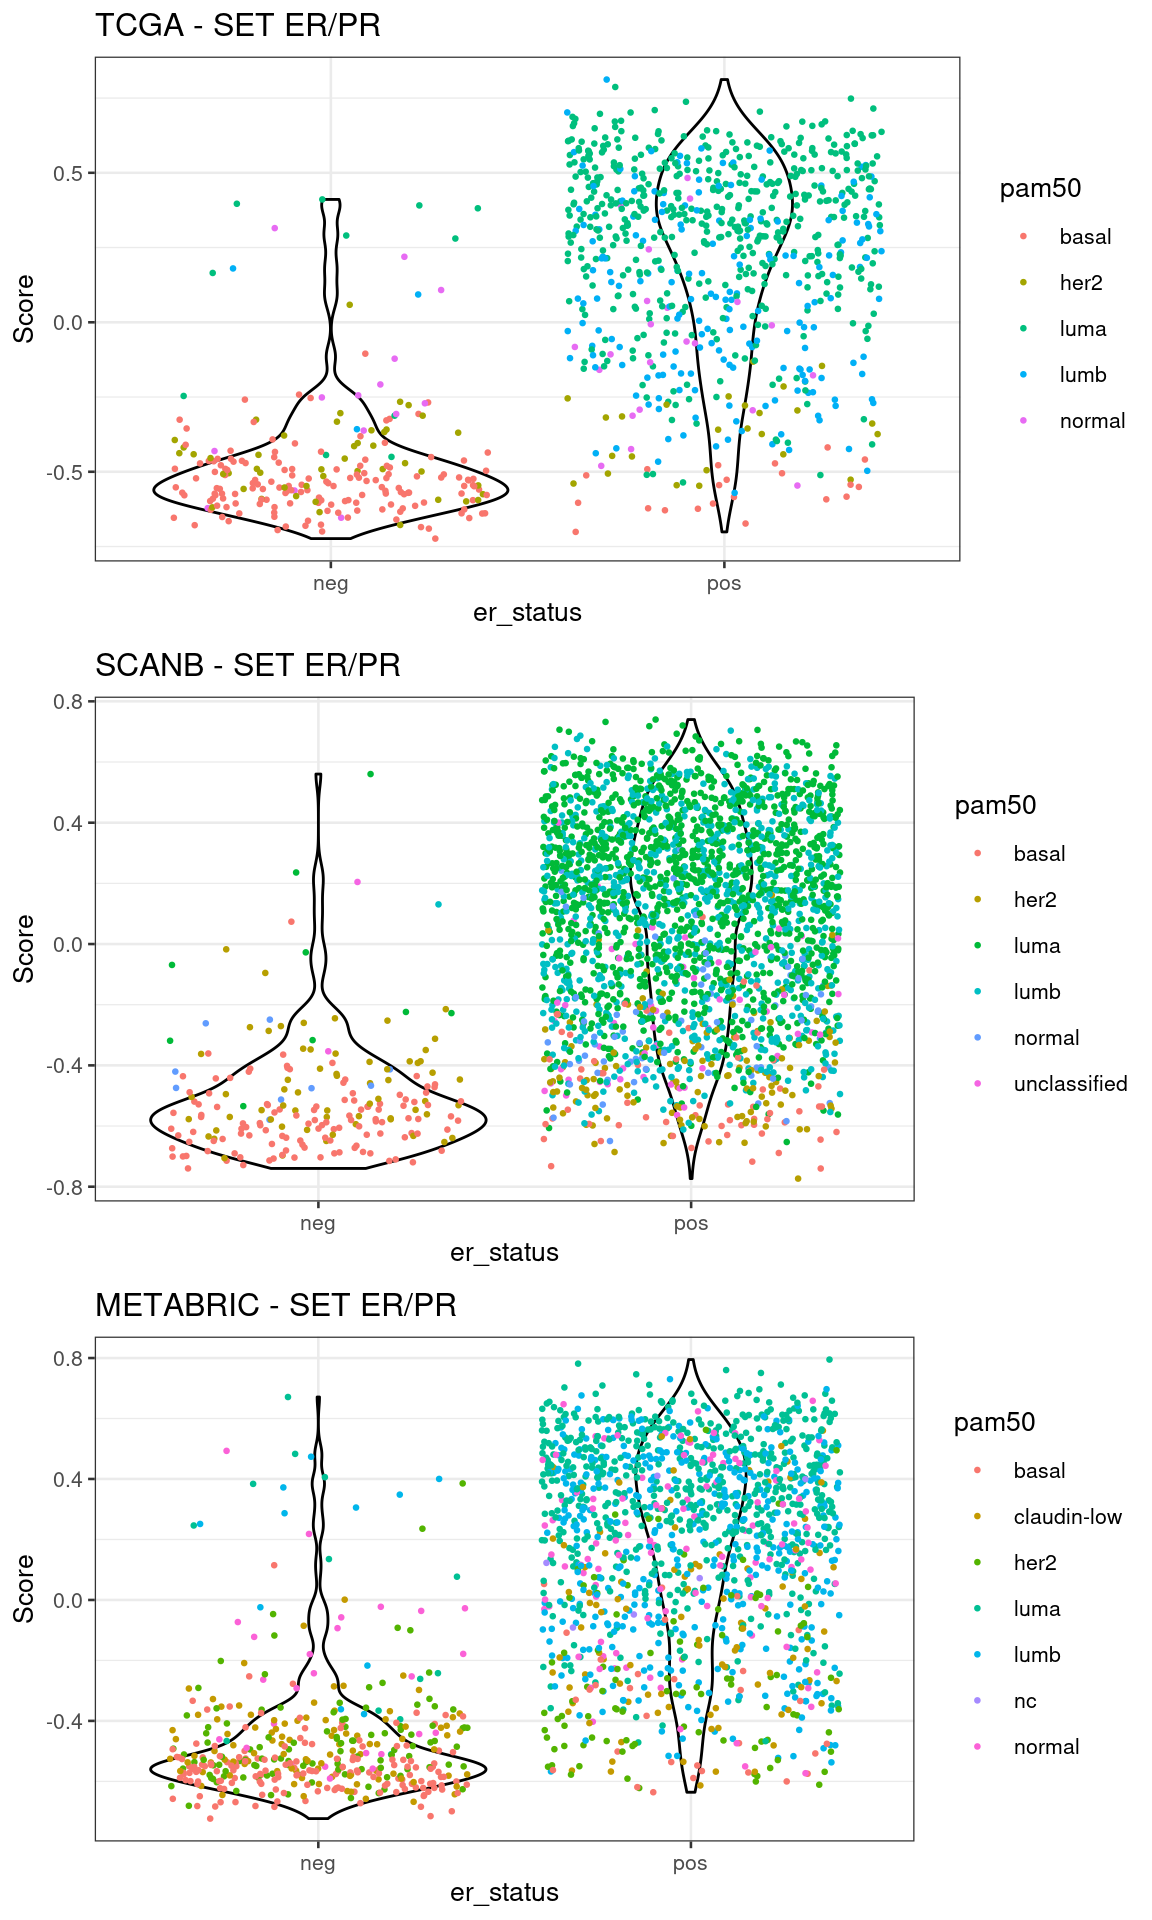 TCGA - SET ER/PR
Score
0.5
0.0
-0.5
neg
pos
er_status
pam50
basal
her2
luma
lumb
normal
SCANB - SET ER/PR
Score
0.8
0.4
0.0
-0.4
-0.8
neg
pos
er_status
pam50
basal
her2
luma
lumb
normal
unclassified
METABRIC - SET ER/PR
Score
0.8
0.4
0.0
-0.4
neg
pos
er_status
pam50
basal
claudin-low
her2
luma
lumb
nc
normal